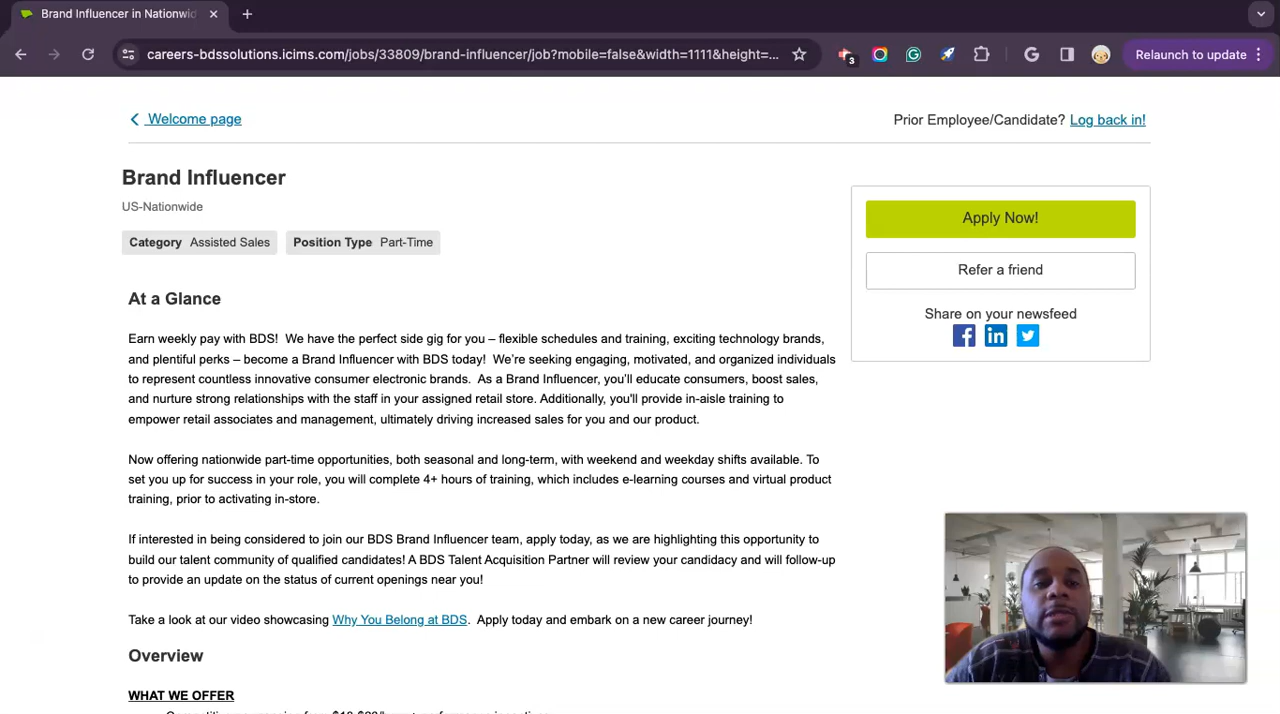 Brand Influencer in Nationwid
careers-bdssolutions.icims.com/jobs/33809/brand-influencer/job?mobile=false&width=1111&height=...
3
Relaunch to update
Welcome page
Prior Employee/Candidate? Log back in!
Brand Influencer
US-Nationwide
Category Assisted Sales
Position Type Part-Time
Apply Now!
Refer a friend
Share on your newsfeed
At a Glance
Earn weekly pay with BDS! We have the perfect side gig for you – flexible schedules and training, exciting technology brands,
and plentiful perks – become a Brand Influencer with BDS today! We're seeking engaging, motivated, and organized individuals
to represent countless innovative consumer electronic brands. As a Brand Influencer, you'll educate consumers, boost sales,
and nurture strong relationships with the staff in your assigned retail store. Additionally, you'll provide in-aisle training to
empower retail associates and management, ultimately driving increased sales for you and our product.
Now offering nationwide part-time opportunities, both seasonal and long-term, with weekend and weekday shifts available. To
set you up for success in your role, you will complete 4+ hours of training, which includes e-learning courses and virtual product
training, prior to activating in-store.
If interested in being considered to join our BDS Brand Influencer team, apply today, as we are highlighting this opportunity to
build our talent community of qualified candidates! A BDS Talent Acquisition Partner will review your candidacy and will follow-up
to provide an update on the status of current openings near you!
Take a look at our video showcasing Why You Belong at BDS. Apply today and embark on a new career journey!
Overview
WHAT WE OFFER